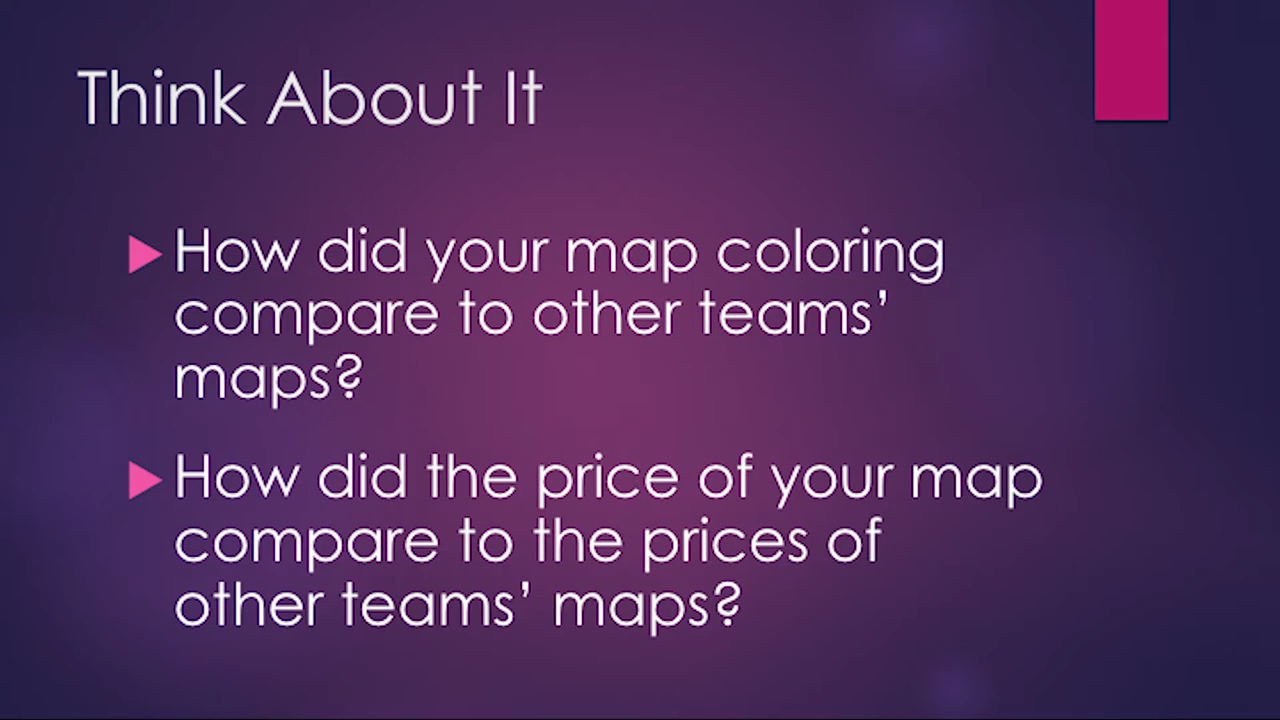 Think About It
How did your map coloring
compare to other teams’
maps?
How did the price of your map
compare to the prices of
other teams’ maps?